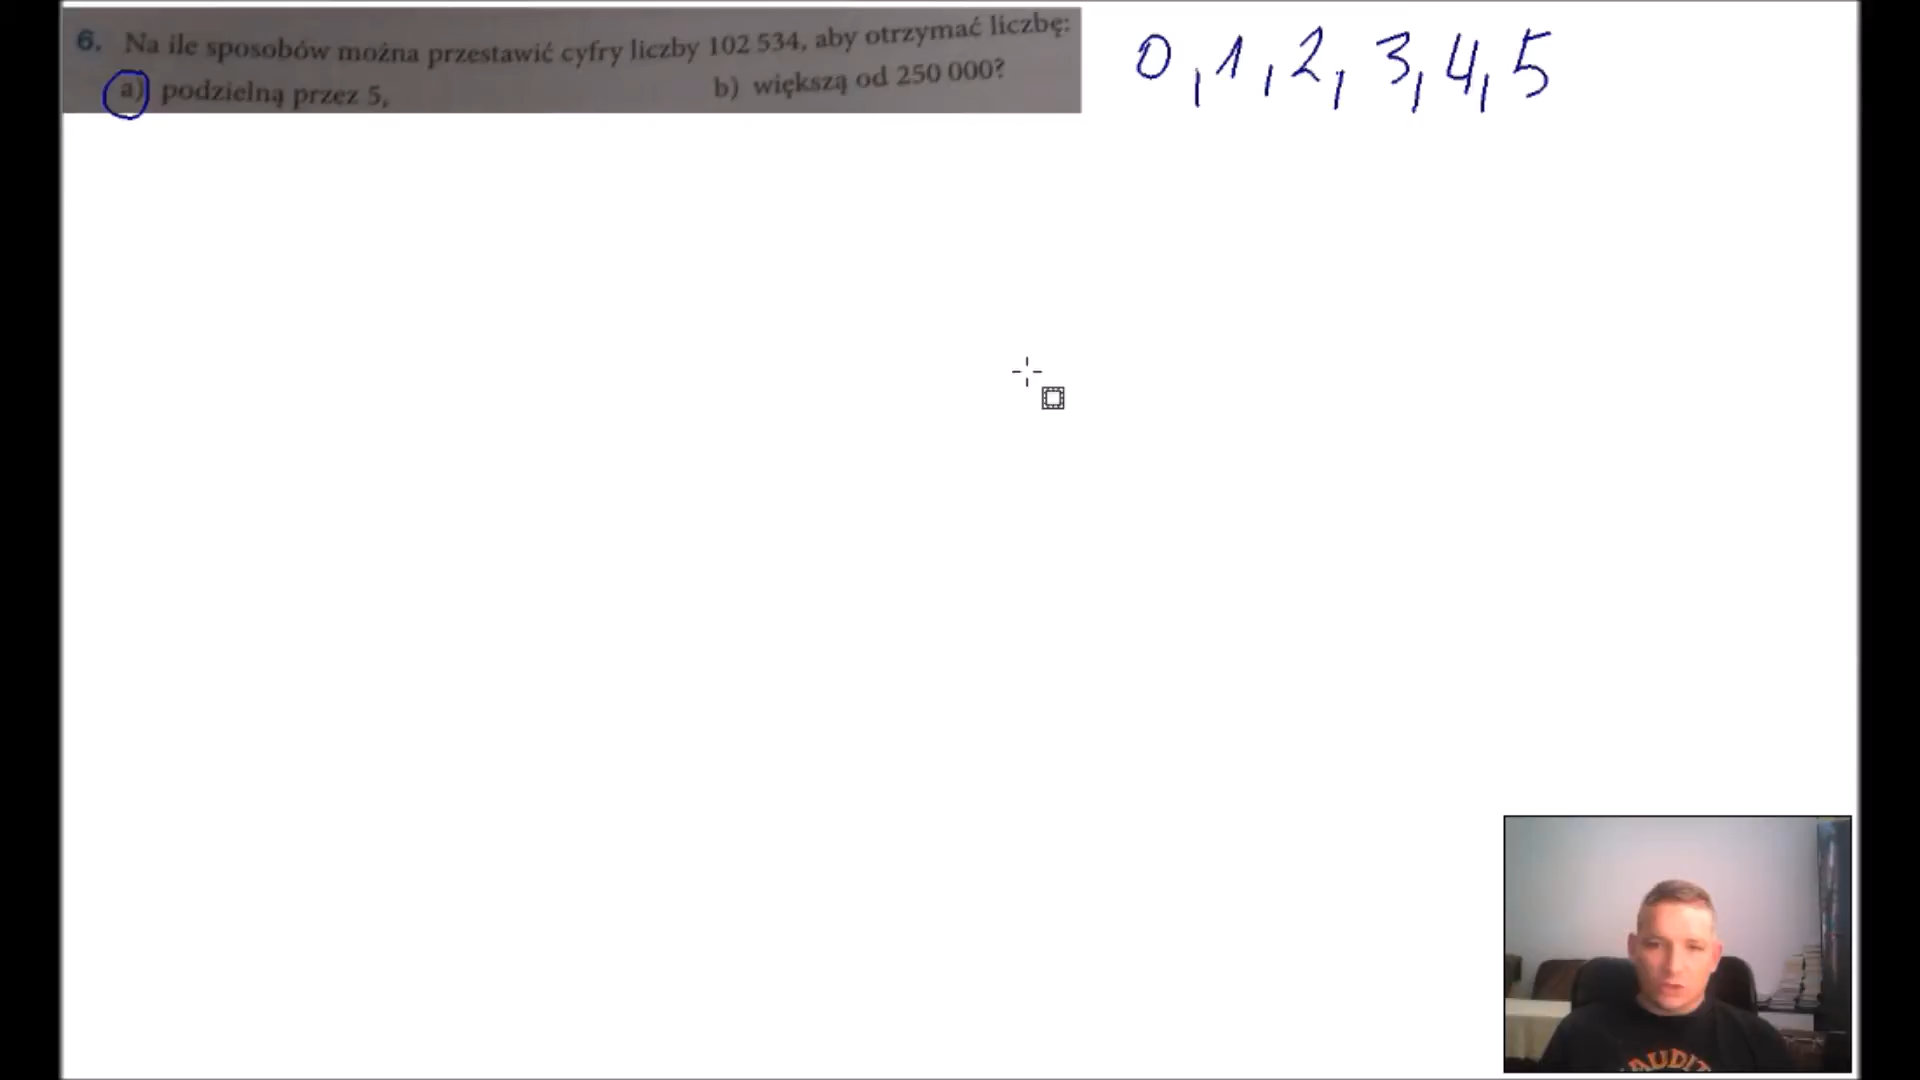 6. Na ile sposobów można przestawić cyfry liczby 102 534, aby otrzymać liczbę:
a) podzielną przez 5,
b) większą od 250 000?
0, 1, 2, 3, 4, 5